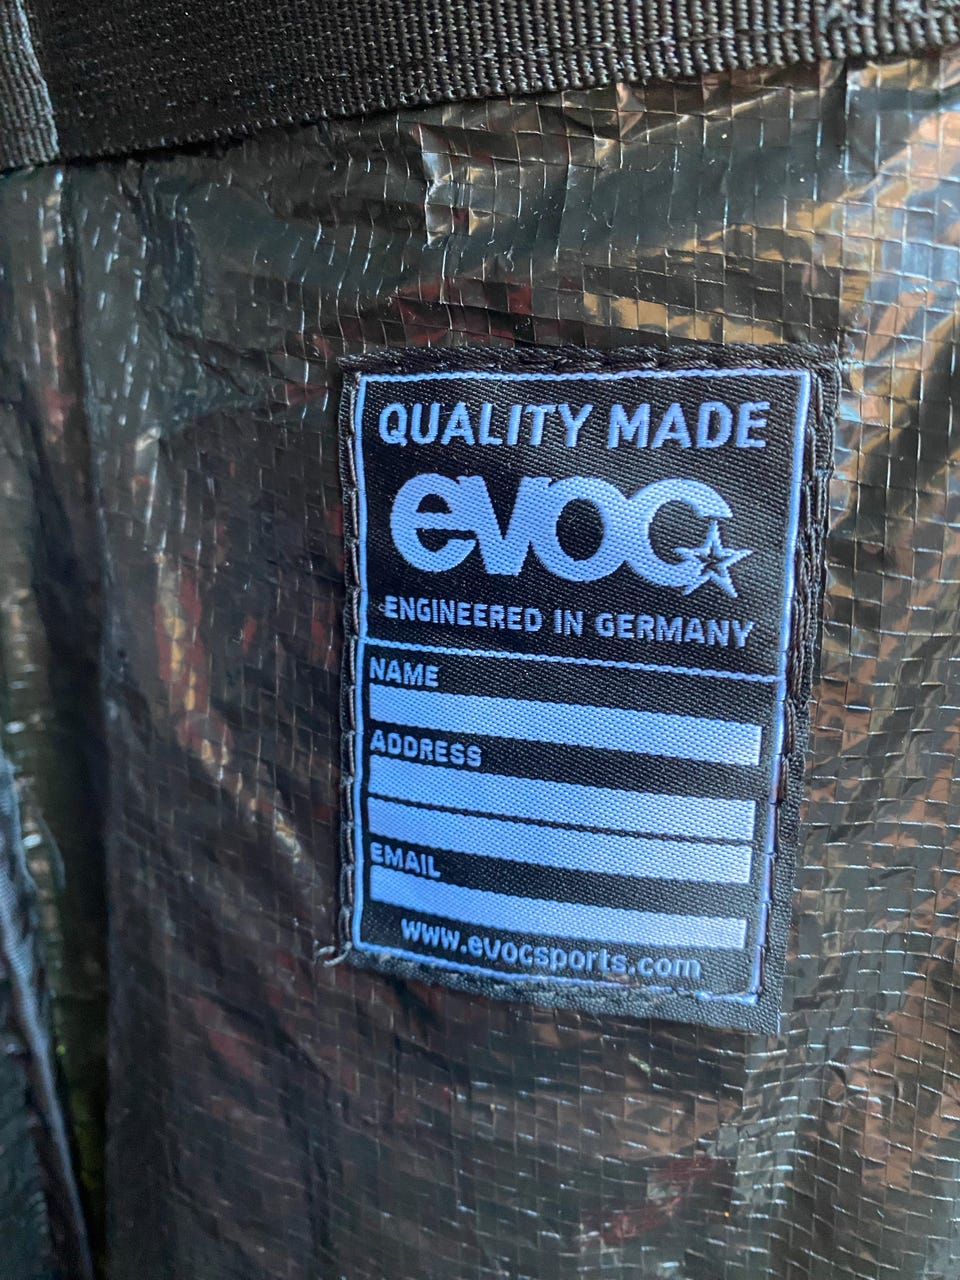 QUALITY MADE
evoc
ENGINEERED IN GERMANY
NAME
ADDRESS
EMAIL
www.evocsports.com